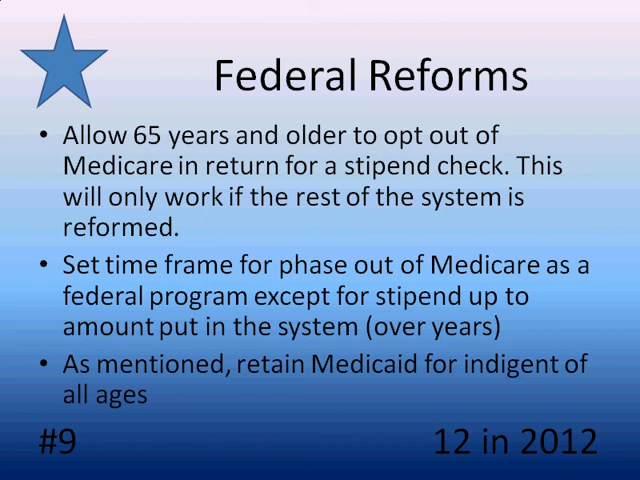 Federal Reforms
• Allow 65 years and older to opt out of
Medicare in return for a stipend check. This
will only work if the rest of the system is
reformed.
• Set time frame for phase out of Medicare as a
federal program except for stipend up to
amount put in the system (over years)
• As mentioned, retain Medicaid for indigent of
all ages
#9 12 in 2012